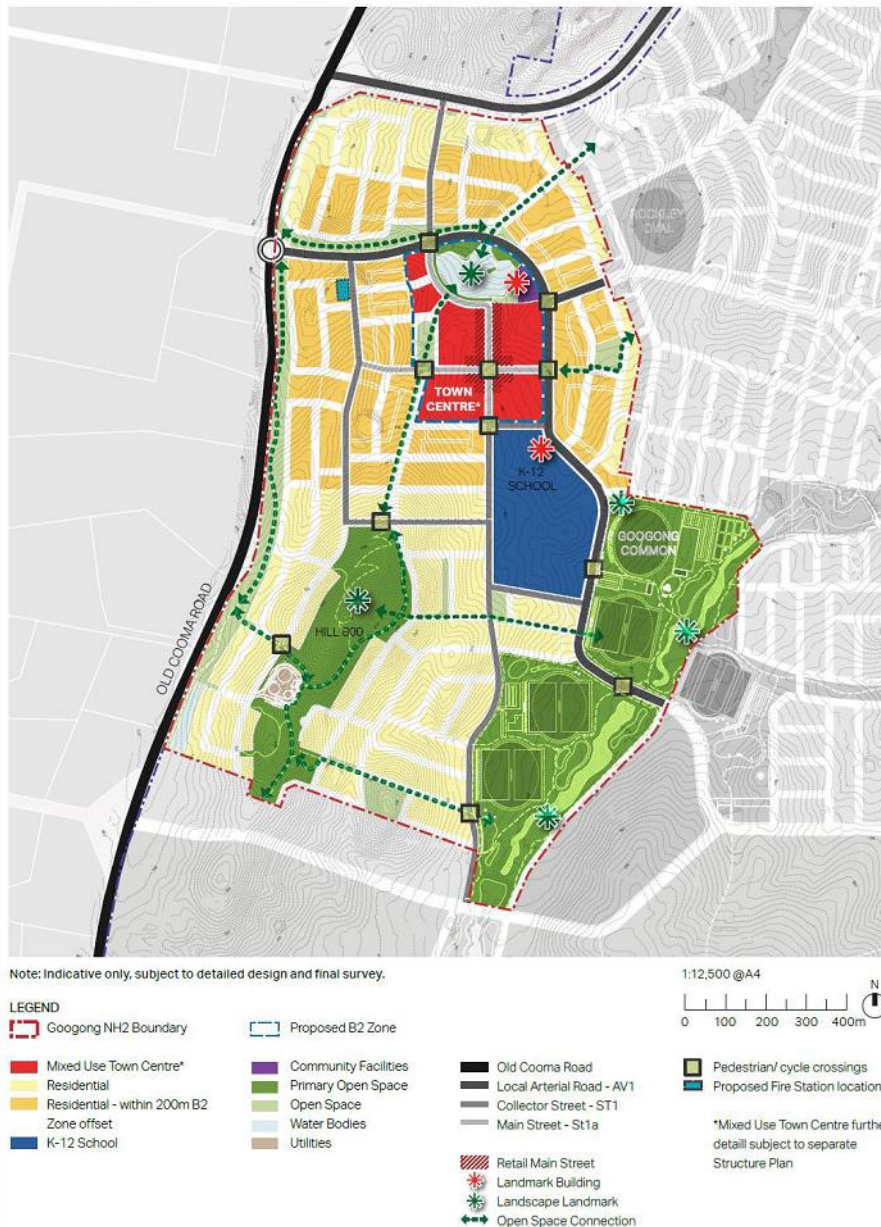 ROCKLEY
OVAL
TOWN
CENTRE*
K-12
SCHOOL
GOOGONG
COMMON
HILL 800
OLD COOMA ROAD
Note: Indicative only, subject to detailed design and final survey.
1:12,500 @A4
N
0 100 200 300 400m
LEGEND
Googong NH2 Boundary
Proposed B2 Zone
Mixed Use Town Centre*
Residential
Residential - within 200m B2
Zone offset
K-12 School
Community Facilities
Primary Open Space
Open Space
Water Bodies
Utilities
Old Cooma Road
Local Arterial Road - AV1
Collector Street - ST1
Main Street - St1a
Retail Main Street
Landmark Building
Landscape Landmark
Open Space Connection
Pedestrian/ cycle crossings
Proposed Fire Station location
*Mixed Use Town Centre furthe
detaill subject to separate
Structure Plan